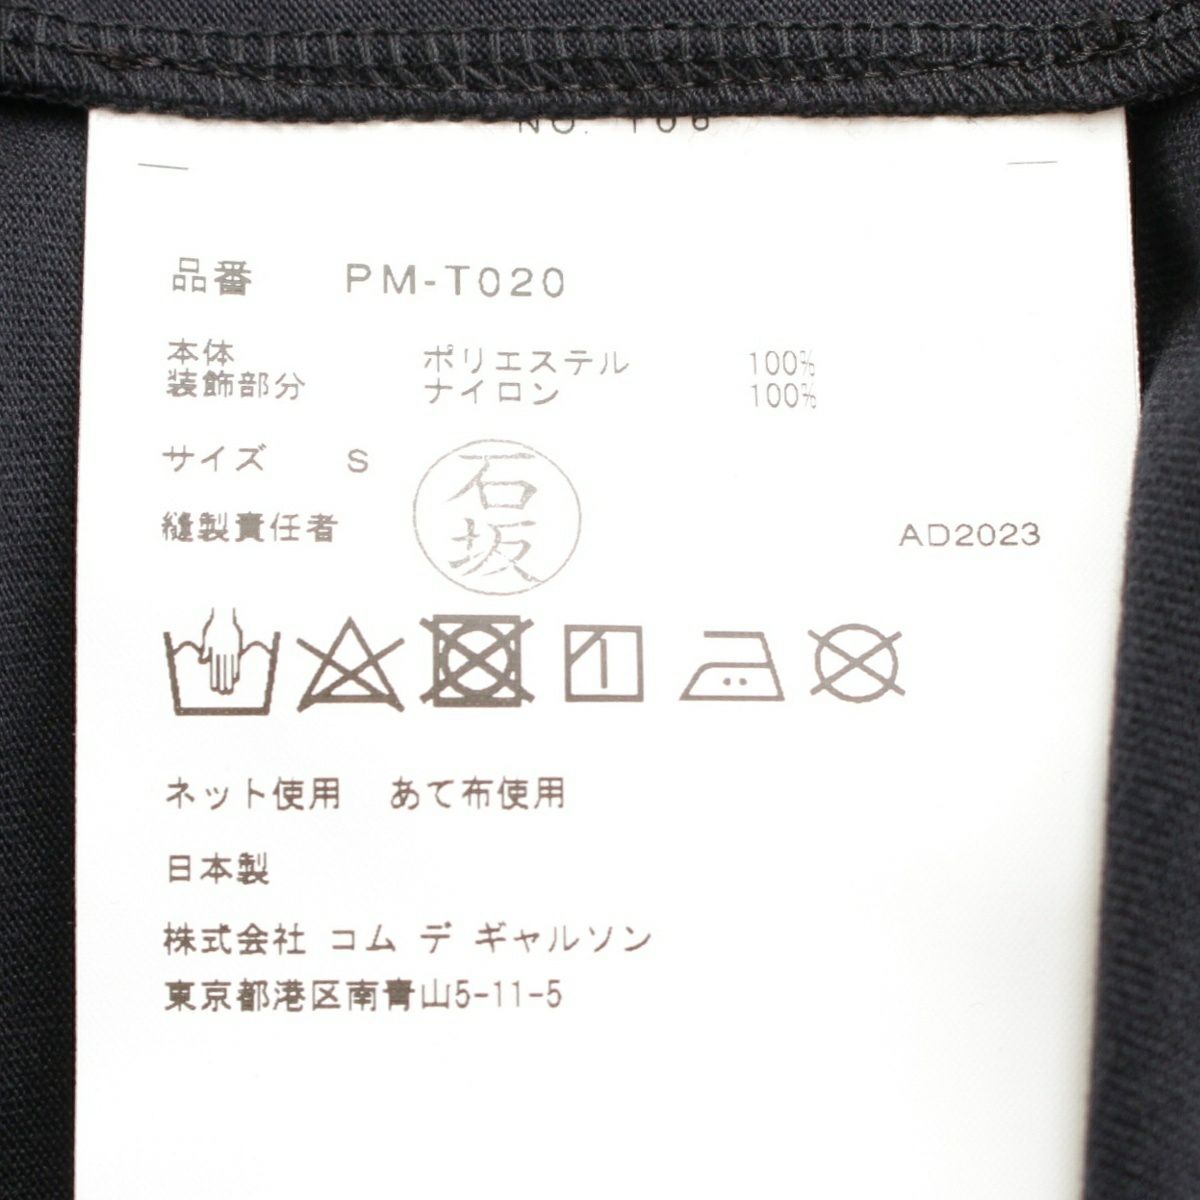 品番 PM-T020
本体 ポリエステル 100%
装飾部分 ナイロン 100%
サイズ S
縫製責任者 石坂 AD2023
ネット使用 あて布使用
日本製
株式会社 コム デ ギャルソン
東京都港区南青山5-11-5